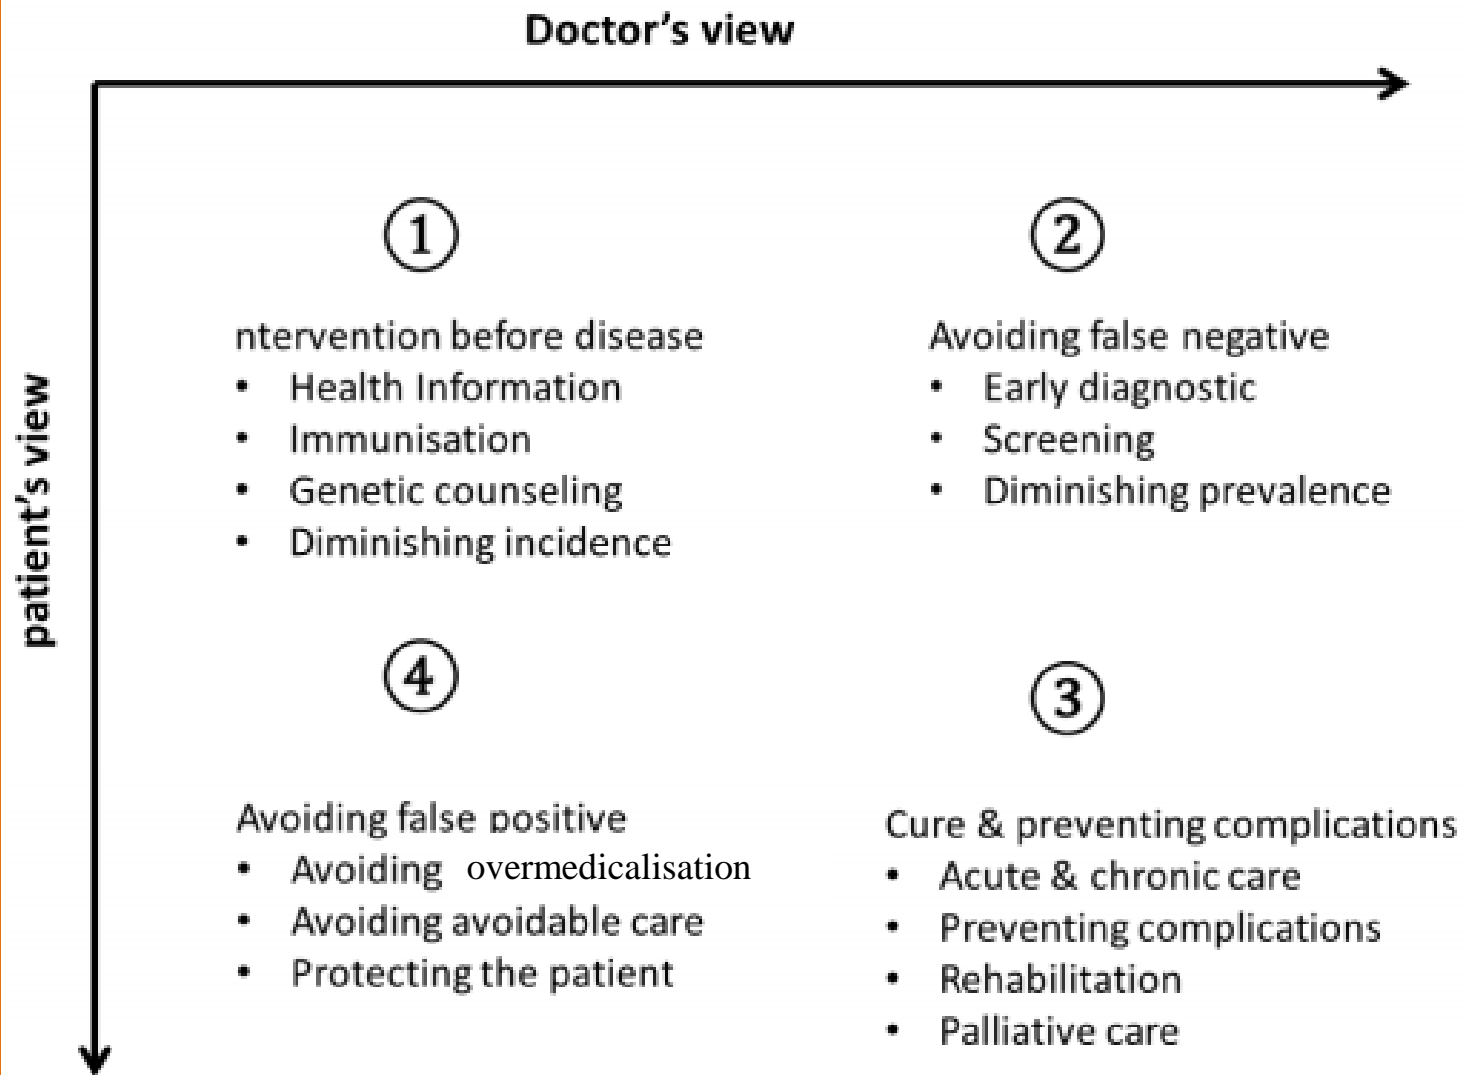 Doctor's view
patient's view
①
ntervention before disease
• Health Information
• Immunisation
• Genetic counseling
• Diminishing incidence
②
Avoiding false negative
• Early diagnostic
• Screening
• Diminishing prevalence
④
Avoiding false positive
• Avoiding overmedicalisation
• Avoiding avoidable care
• Protecting the patient
③
Cure & preventing complications
• Acute & chronic care
• Preventing complications
• Rehabilitation
• Palliative care